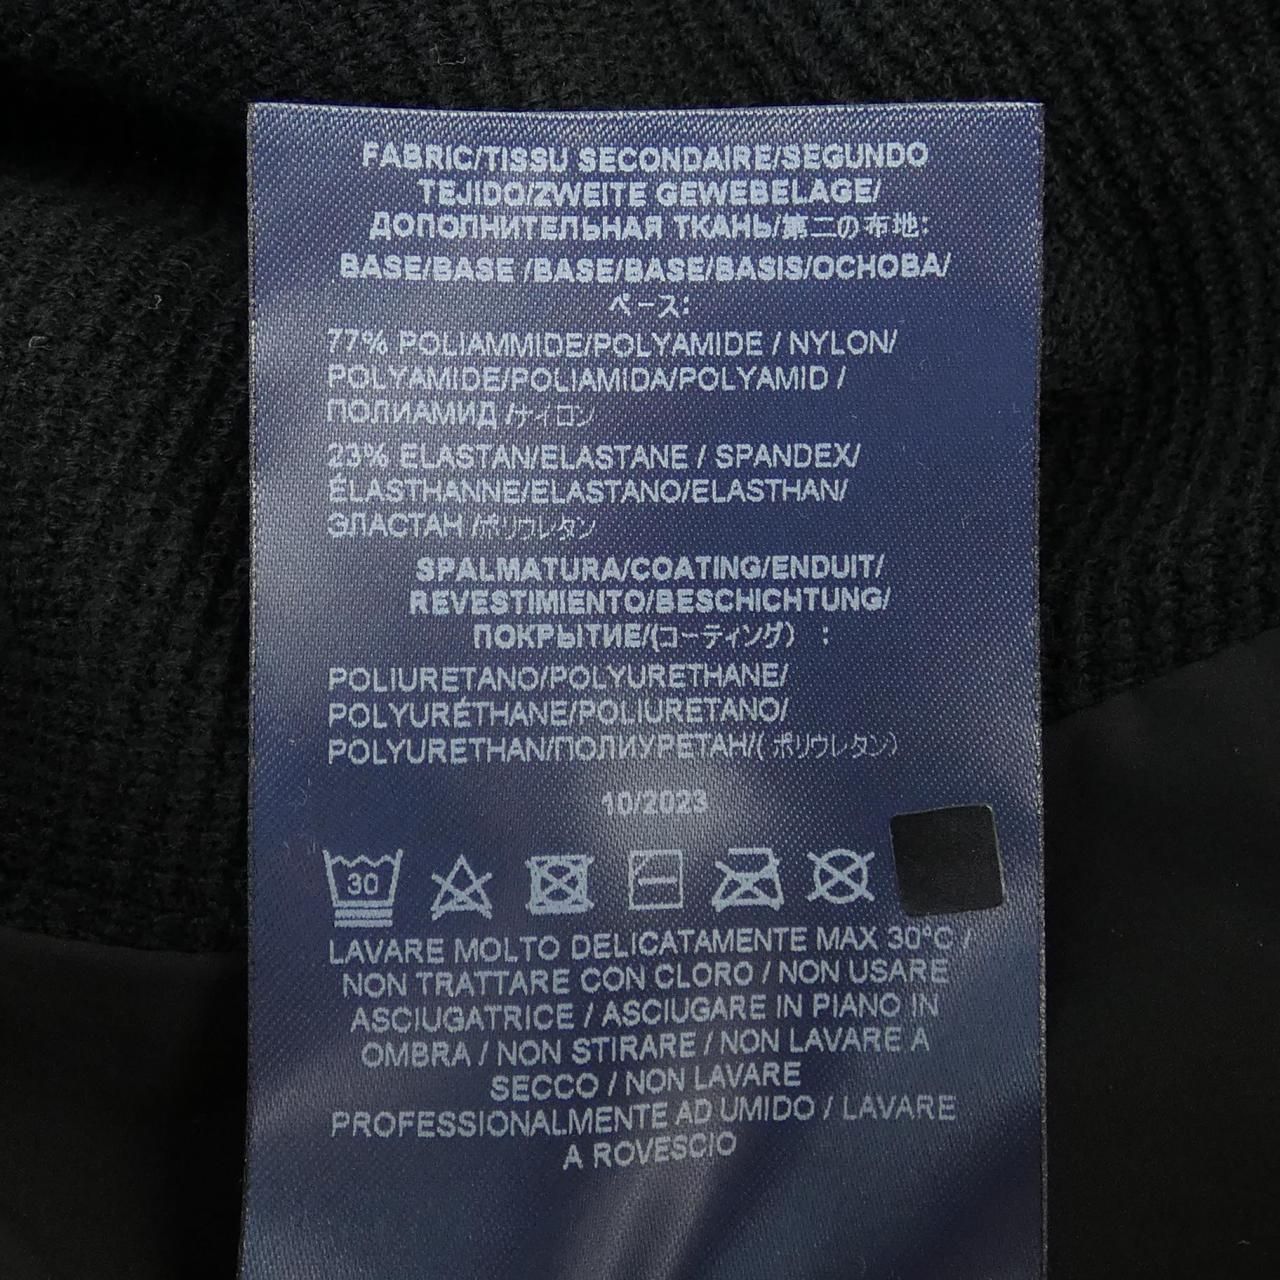 FABRIC/TISSU SECONDAIRE/SEGUNDO
TEJIDO/ZWEITE GEWEBELAGE/
ДОПОЛНИТЕЛЬНАЯ ТКАНЬ/第二の布地:
BASE/BASE /BASE/BASE/BASIS/ОСНОВА/
ベース:
77% POLIAMMIDE/POLYAMIDE / NYLON/
POLYAMIDE/POLIAMIDA/POLYAMID /
ПОЛИАМИД /ナイロン
23% ELASTAN/ELASTANE / SPANDEX/
ÉLASTHANNE/ELASTANO/ELASTHAN/
ЭЛАСТАН /ポリウレタン
SPALMATURA/COATING/ENDUIT/
REVESTIMIENTO/BESCHICHTUNG/
ПОКРЫТИЕ/(コーティング) :
POLIURETANO/POLYURETHANE/
POLYURÉTHANE/POLIURETANO/
POLYURETHAN/ПОЛИУРЕТАН/(ポリウレタン)
10/2023
30
LAVARE MOLTO DELICATAMENTE MAX 30°C /
NON TRATTARE CON CLORO / NON USARE
ASCIUGATRICE / ASCIUGARE IN PIANO IN
OMBRA / NON STIRARE / NON LAVARE A
SECCO / NON LAVARE
PROFESSIONALMENTE AD UMIDO / LAVARE
A ROVESCIO